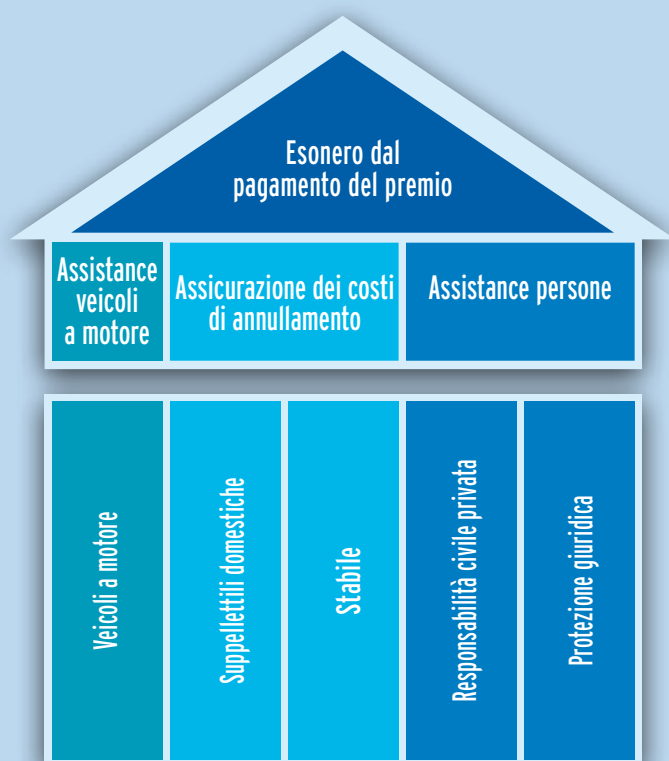 Esonero dal
pagamento del premio
Assistance
veicoli
a motore
Assicurazione dei costi
di annullamento
Assistance persone
Veicoli a motore
Suppellettili domestiche
Stabile
Responsabilità civile privata
Protezione giuridica